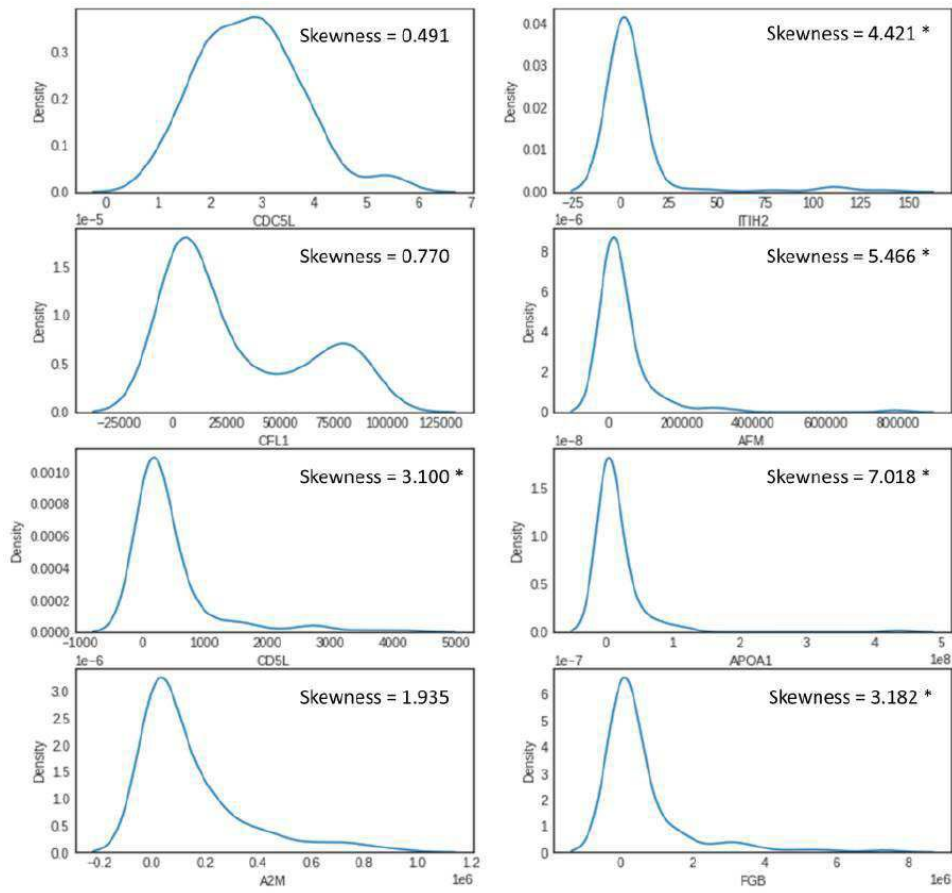 Skewness = 0.491
Density
0.3
0.2
0.1
0.0
0 1 2 3 4 5 6 7
CDC5L
Skewness = 4.421 *
Density
0.04
0.03
0.02
0.01
0.00
−25 0 25 50 75 100 125 150
ITIH2
1e−5
Skewness = 0.770
Density
1.5
1.0
0.5
0.0
−25000 0 25000 50000 75000 100000 125000
CFL1
1e−6
Skewness = 5.466 *
Density
8
6
4
2
0
0 200000 400000 600000 800000
AFM
Skewness = 3.100 *
Density
0.0010
0.0008
0.0006
0.0004
0.0002
0.0000
−1000 0 1000 2000 3000 4000 5000
CD5L
1e−8
Skewness = 7.018 *
Density
1.5
1.0
0.5
0.0
0 1 2 3 4 5
1e8
APOA1
1e−6
Skewness = 1.935
Density
3.0
2.5
2.0
1.5
1.0
0.5
0.0
−0.2 0.0 0.2 0.4 0.6 0.8 1.0 1.2
1e6
A2M
1e−7
Skewness = 3.182 *
Density
6
5
4
3
2
1
0
0 2 4 6 8
1e6
FGB